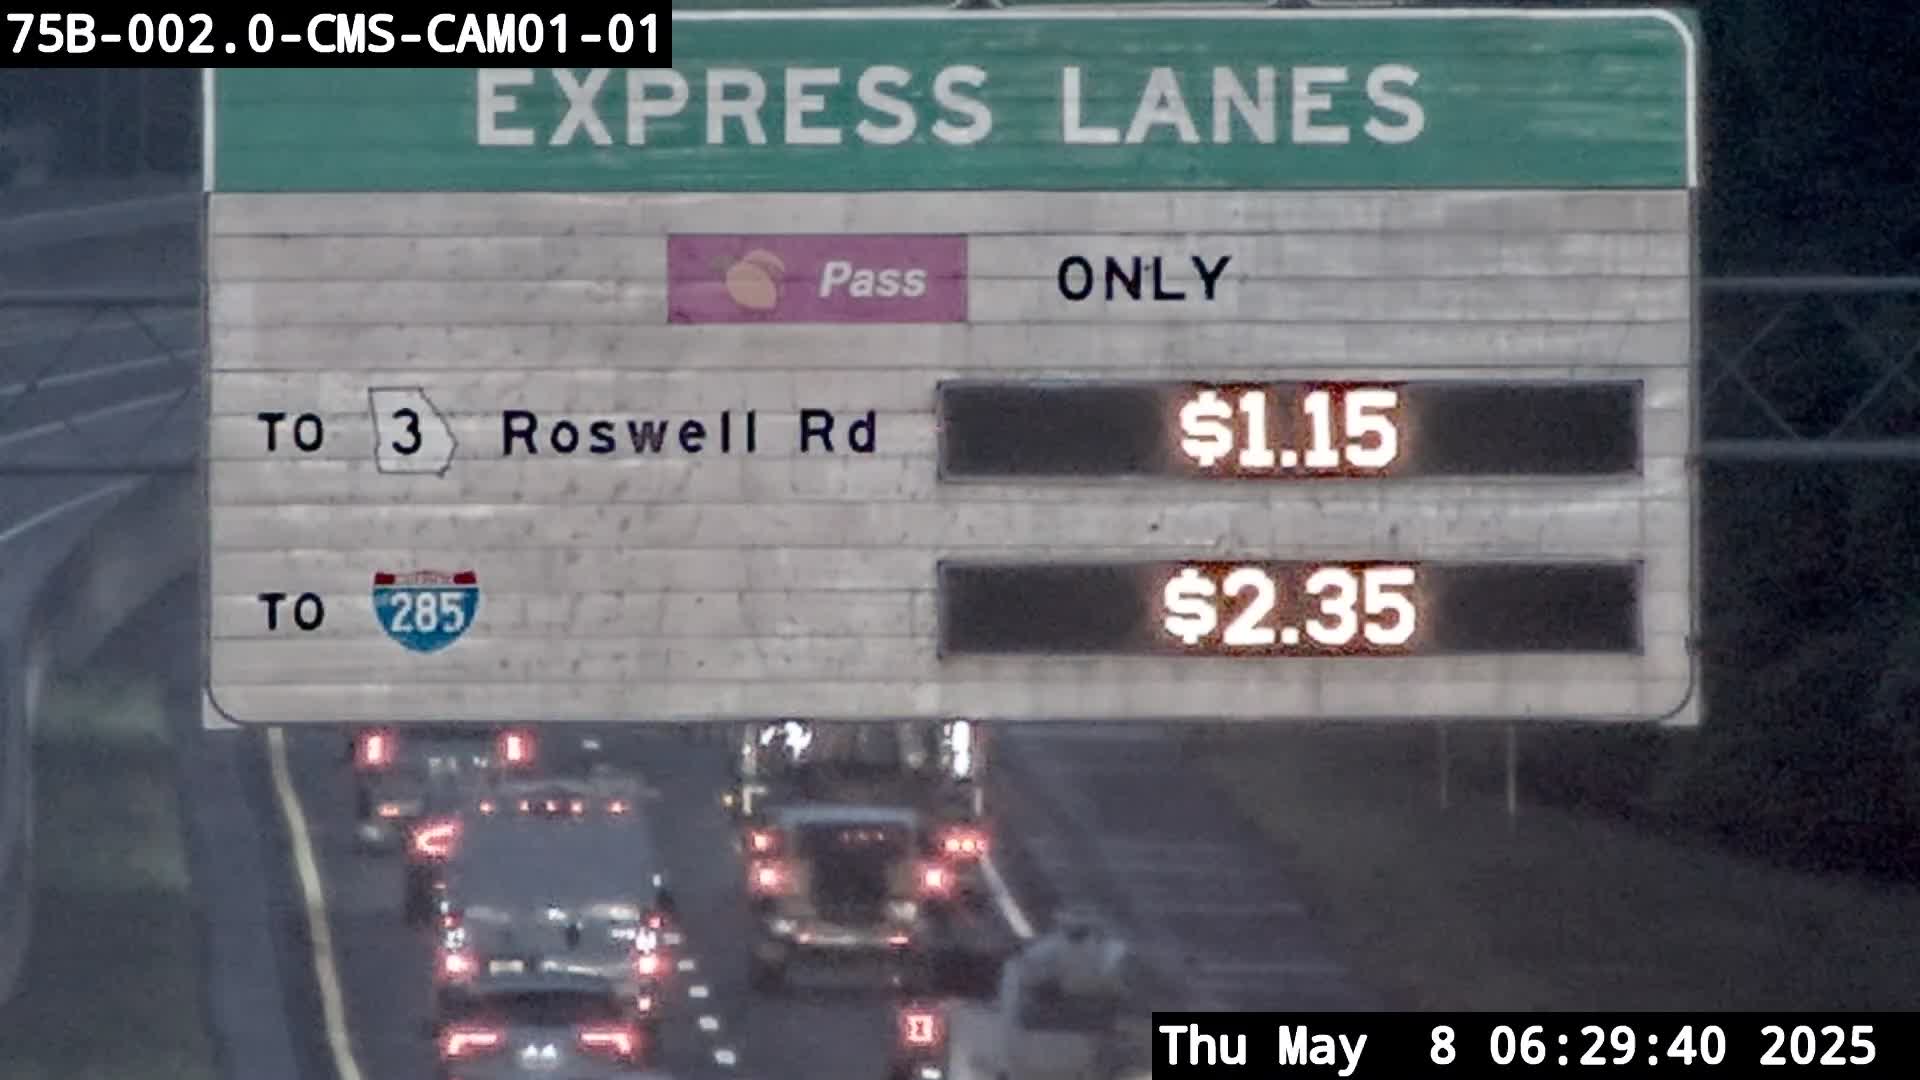 75B-002.0-CMS-CAM01-01
EXPRESS LANES
Pass ONLY
TO 3 Roswell Rd $1.15
TO 285 $2.35
Thu May 8 06:29:40 2025